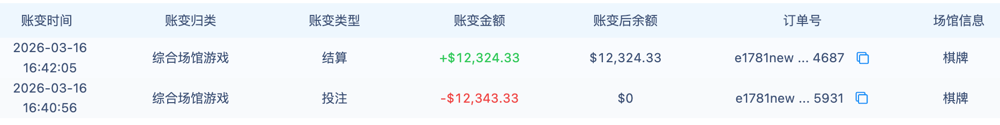 账变时间 账变归类 账变类型 账变金额 账变后余额 订单号 场馆信息
2026-03-16
16:42:05 综合场馆游戏 结算 +$12,324.33 $12,324.33 e1781new ... 4687 棋牌
2026-03-16
16:40:56 综合场馆游戏 投注 -$12,343.33 $0 e1781new ... 5931 棋牌